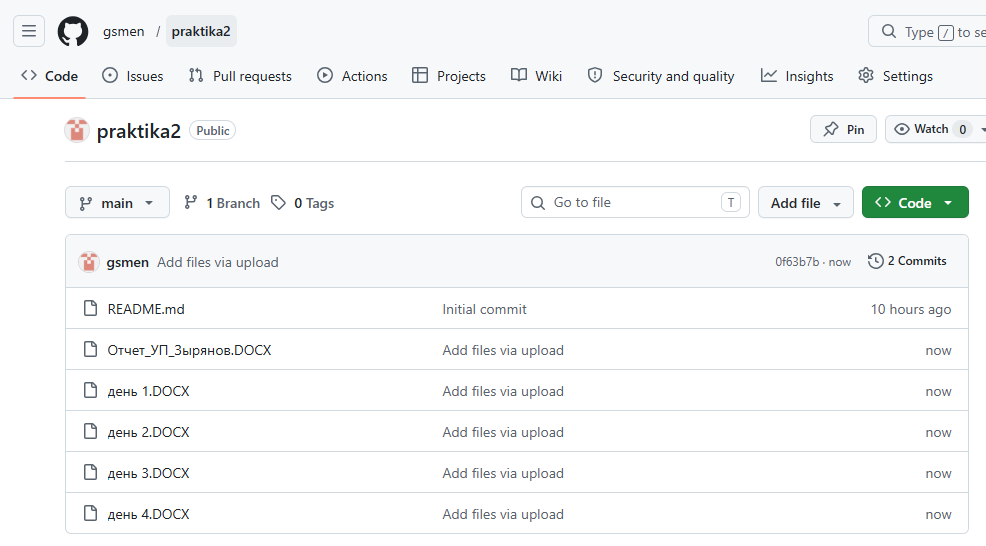 gsmen / praktika2 Type / to se
Code Issues Pull requests Actions Projects Wiki Security and quality Insights Settings
praktika2 Public Pin Watch 0
main 1 Branch 0 Tags Go to file T Add file Code
gsmen Add files via upload 0f63b7b · now 2 Commits
README.md Initial commit 10 hours ago
Отчет_УП_Зырянов.DOCX Add files via upload now
день 1.DOCX Add files via upload now
день 2.DOCX Add files via upload now
день 3.DOCX Add files via upload now
день 4.DOCX Add files via upload now